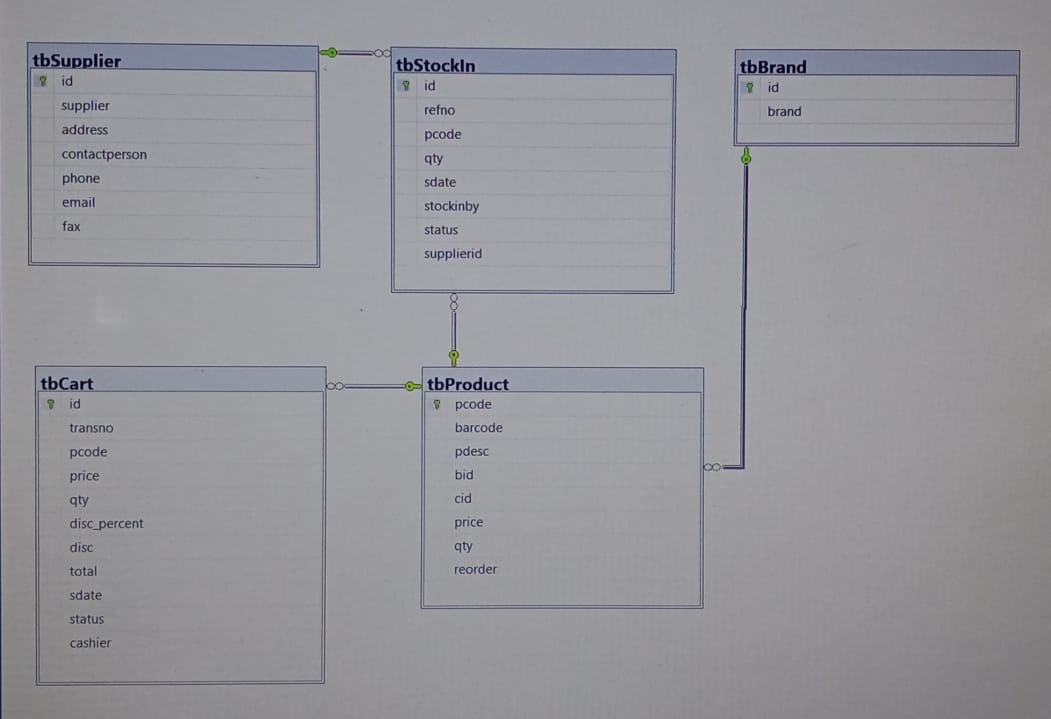 tbSupplier
id
supplier
address
contactperson
phone
email
fax
tbStockIn
id
refno
pcode
qty
sdate
stockinby
status
supplierid
tbBrand
id
brand
tbCart
id
transno
pcode
price
qty
disc_percent
disc
total
sdate
status
cashier
tbProduct
pcode
barcode
pdesc
bid
cid
price
qty
reorder